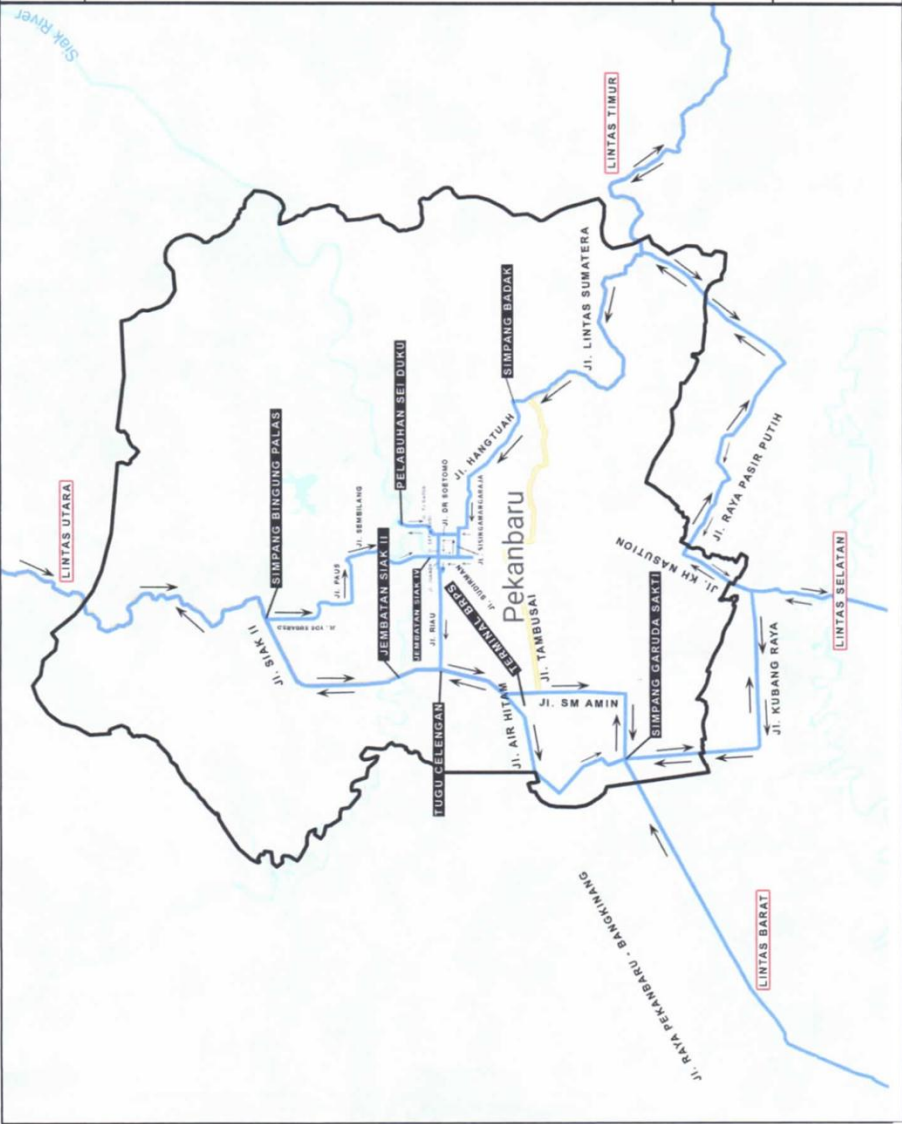 Siak River
LINTAS TIMUR
LINTAS UTARA
SIMPANG BINGUNG PALAS
PELABUHAN SEI DUKU
SIMPANG BADAK
Jl. LINTAS SUMATERA
Jl. HANGTUAH
Jl. DR SOETOMO
Jl. SISINGAMANGARAJA
Jl. SEMBILANG
Jl. PAUS
JEMBATAN SIAK II
JEMBATAN SIAK IV
Jl. RIAU
Jl. SUDIRMAN
TERMINAL BRPS
Pekanbaru
Jl. TAMBUSAI
Jl. SIAK II
TUGU CELENGAN
Jl. AIR HITAM
Jl. SM AMIN
SIMPANG GARUDA SAKTI
Jl. KH NASUTION
Jl. RAYA PASIR PUTIH
LINTAS SELATAN
Jl. KUBANG RAYA
LINTAS BARAT
Jl. RAYA PEKANBARU - BANGKINANG